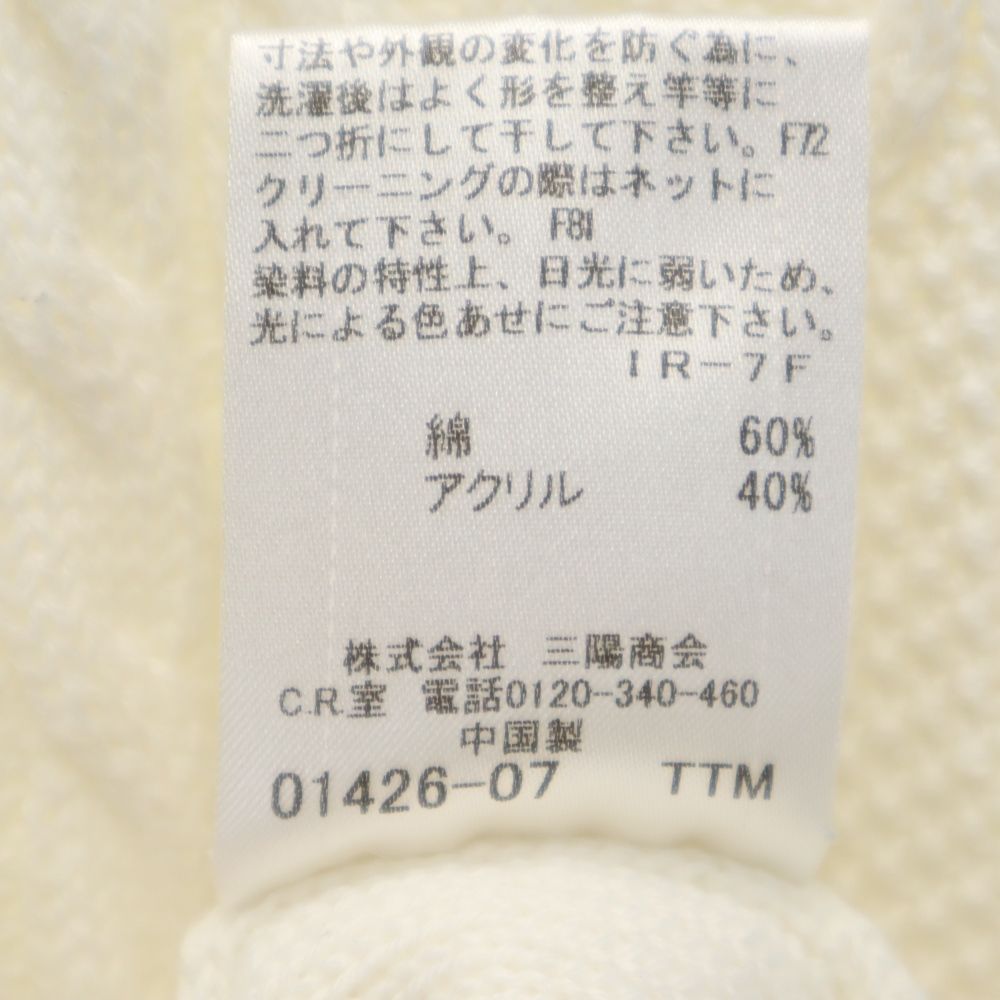 寸法や外観の変化を防ぐ為に、
洗濯後はよく形を整え竿等に
二つ折にして干して下さい。F72
クリーニングの際はネットに
入れて下さい。 F81
染料の特性上、日光に弱いため、
光による色あせにご注意下さい。
IR-7F
綿 60%
アクリル 40%
株式会社 三陽商会
C.R.室 電話0120-340-460
中国製
01426-07 TTM